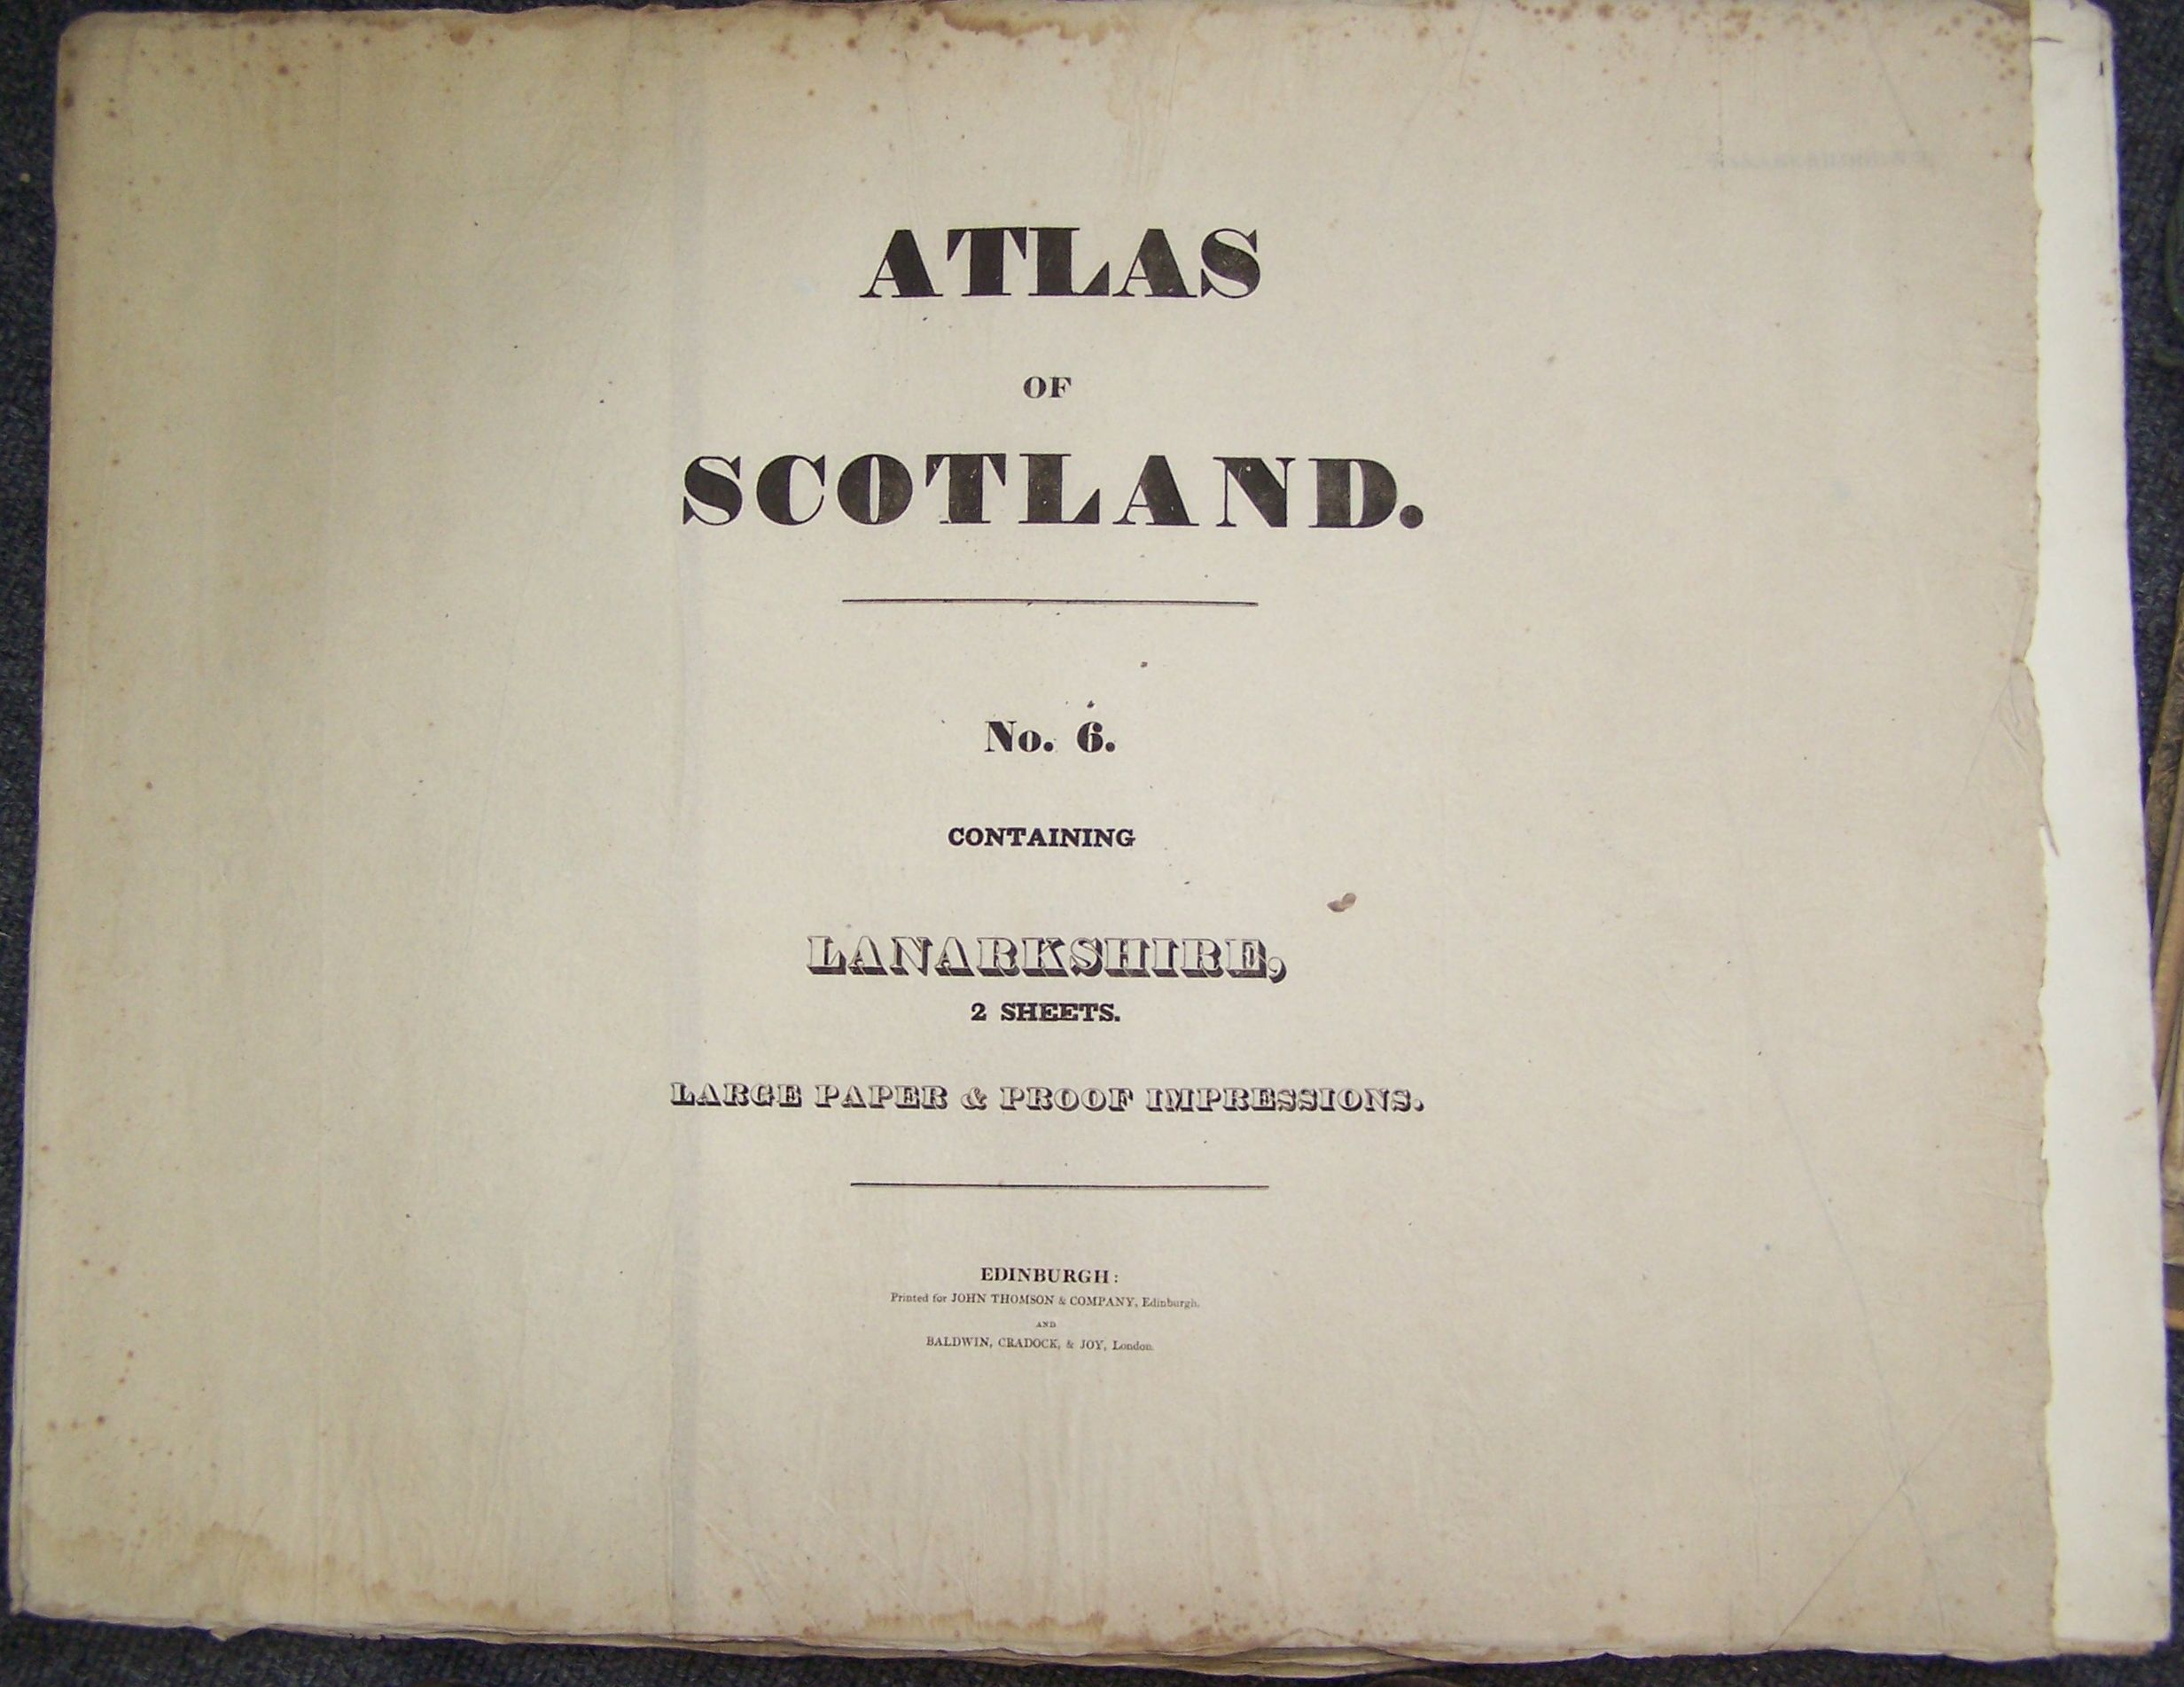 ATLAS
OF
SCOTLAND.
No. 6.
CONTAINING
LANARKSHIRE,
2 SHEETS.
LARGE PAPER & PROOF IMPRESSIONS.
EDINBURGH:
Printed for JOHN THOMSON & COMPANY, Edinburgh,
AND
BALDWIN, CRADOCK, & JOY, London.